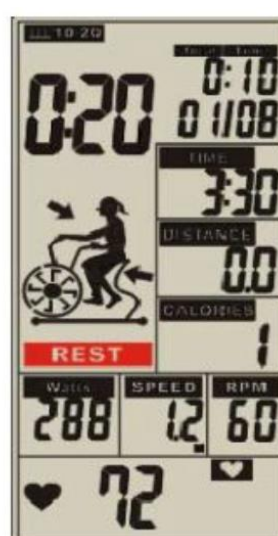 10 20
0:20
0:10
01/08
TIME
3:30
DISTANCE
0.0
CALORIES
1
REST
Watts SPEED RPM
288 1.2 60
72